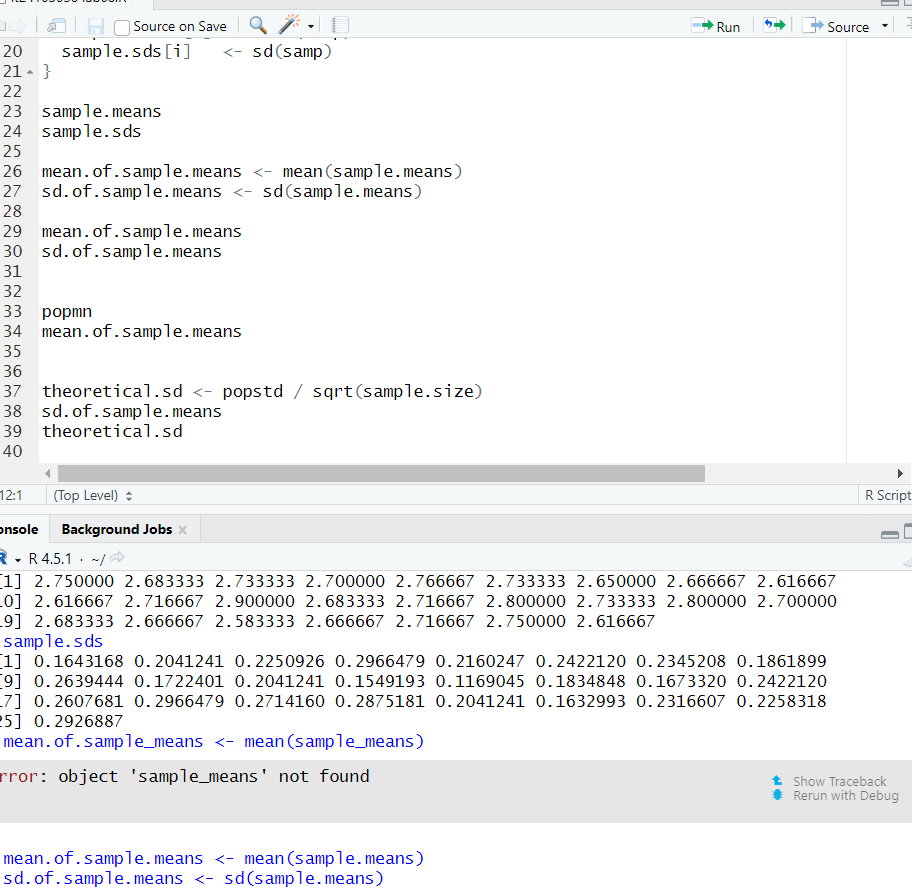 Source on Save Run Source
20 sample.sds[i] <- sd(samp)
21 }
22
23 sample.means
24 sample.sds
25
26 mean.of.sample.means <- mean(sample.means)
27 sd.of.sample.means <- sd(sample.means)
28
29 mean.of.sample.means
30 sd.of.sample.means
31
32
33 popmn
34 mean.of.sample.means
35
36
37 theoretical.sd <- popstd / sqrt(sample.size)
38 sd.of.sample.means
39 theoretical.sd
40
12:1 (Top Level) R Script
onsole Background Jobs
R R 4.5.1 · ~/
[1] 2.750000 2.683333 2.733333 2.700000 2.766667 2.733333 2.650000 2.666667 2.616667
.0] 2.616667 2.716667 2.900000 2.683333 2.716667 2.800000 2.733333 2.800000 2.700000
.9] 2.683333 2.666667 2.583333 2.666667 2.716667 2.750000 2.616667
sample.sds
[1] 0.1643168 0.2041241 0.2250926 0.2966479 0.2160247 0.2422120 0.2345208 0.1861899
[9] 0.2639444 0.1722401 0.2041241 0.1549193 0.1169045 0.1834848 0.1673320 0.2422120
.7] 0.2607681 0.2966479 0.2714160 0.2875181 0.2041241 0.1632993 0.2316607 0.2258318
25] 0.2926887
mean.of.sample_means <- mean(sample_means)
rror: object 'sample_means' not found
Show Traceback
Rerun with Debug
mean.of.sample.means <- mean(sample.means)
sd.of.sample.means <- sd(sample.means)